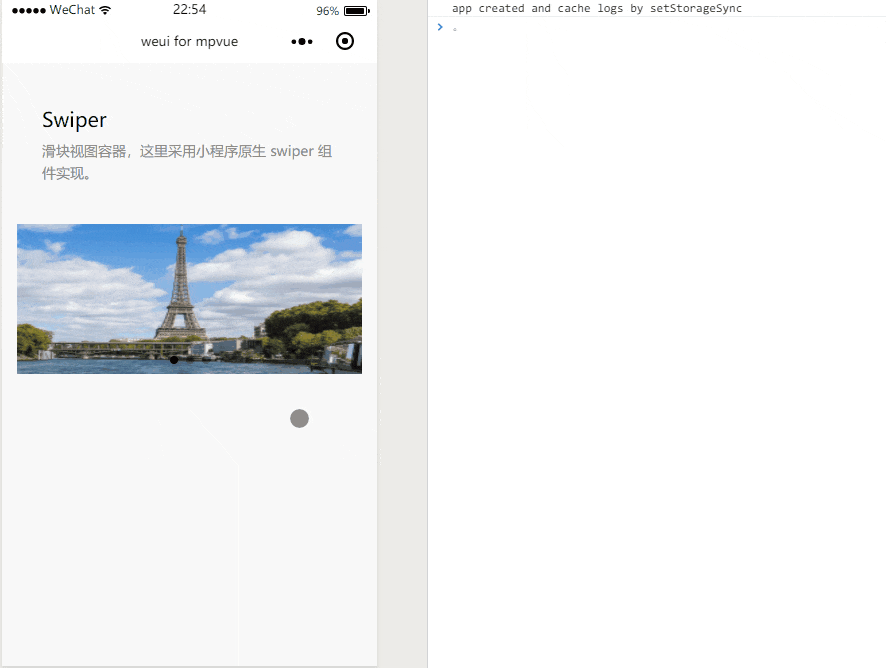 WeChat 22:54 96%
weui for mpvue
Swiper
滑块视图容器，这里采用小程序原生 swiper 组
件实现。
app created and cache logs by setStorageSync
> 。